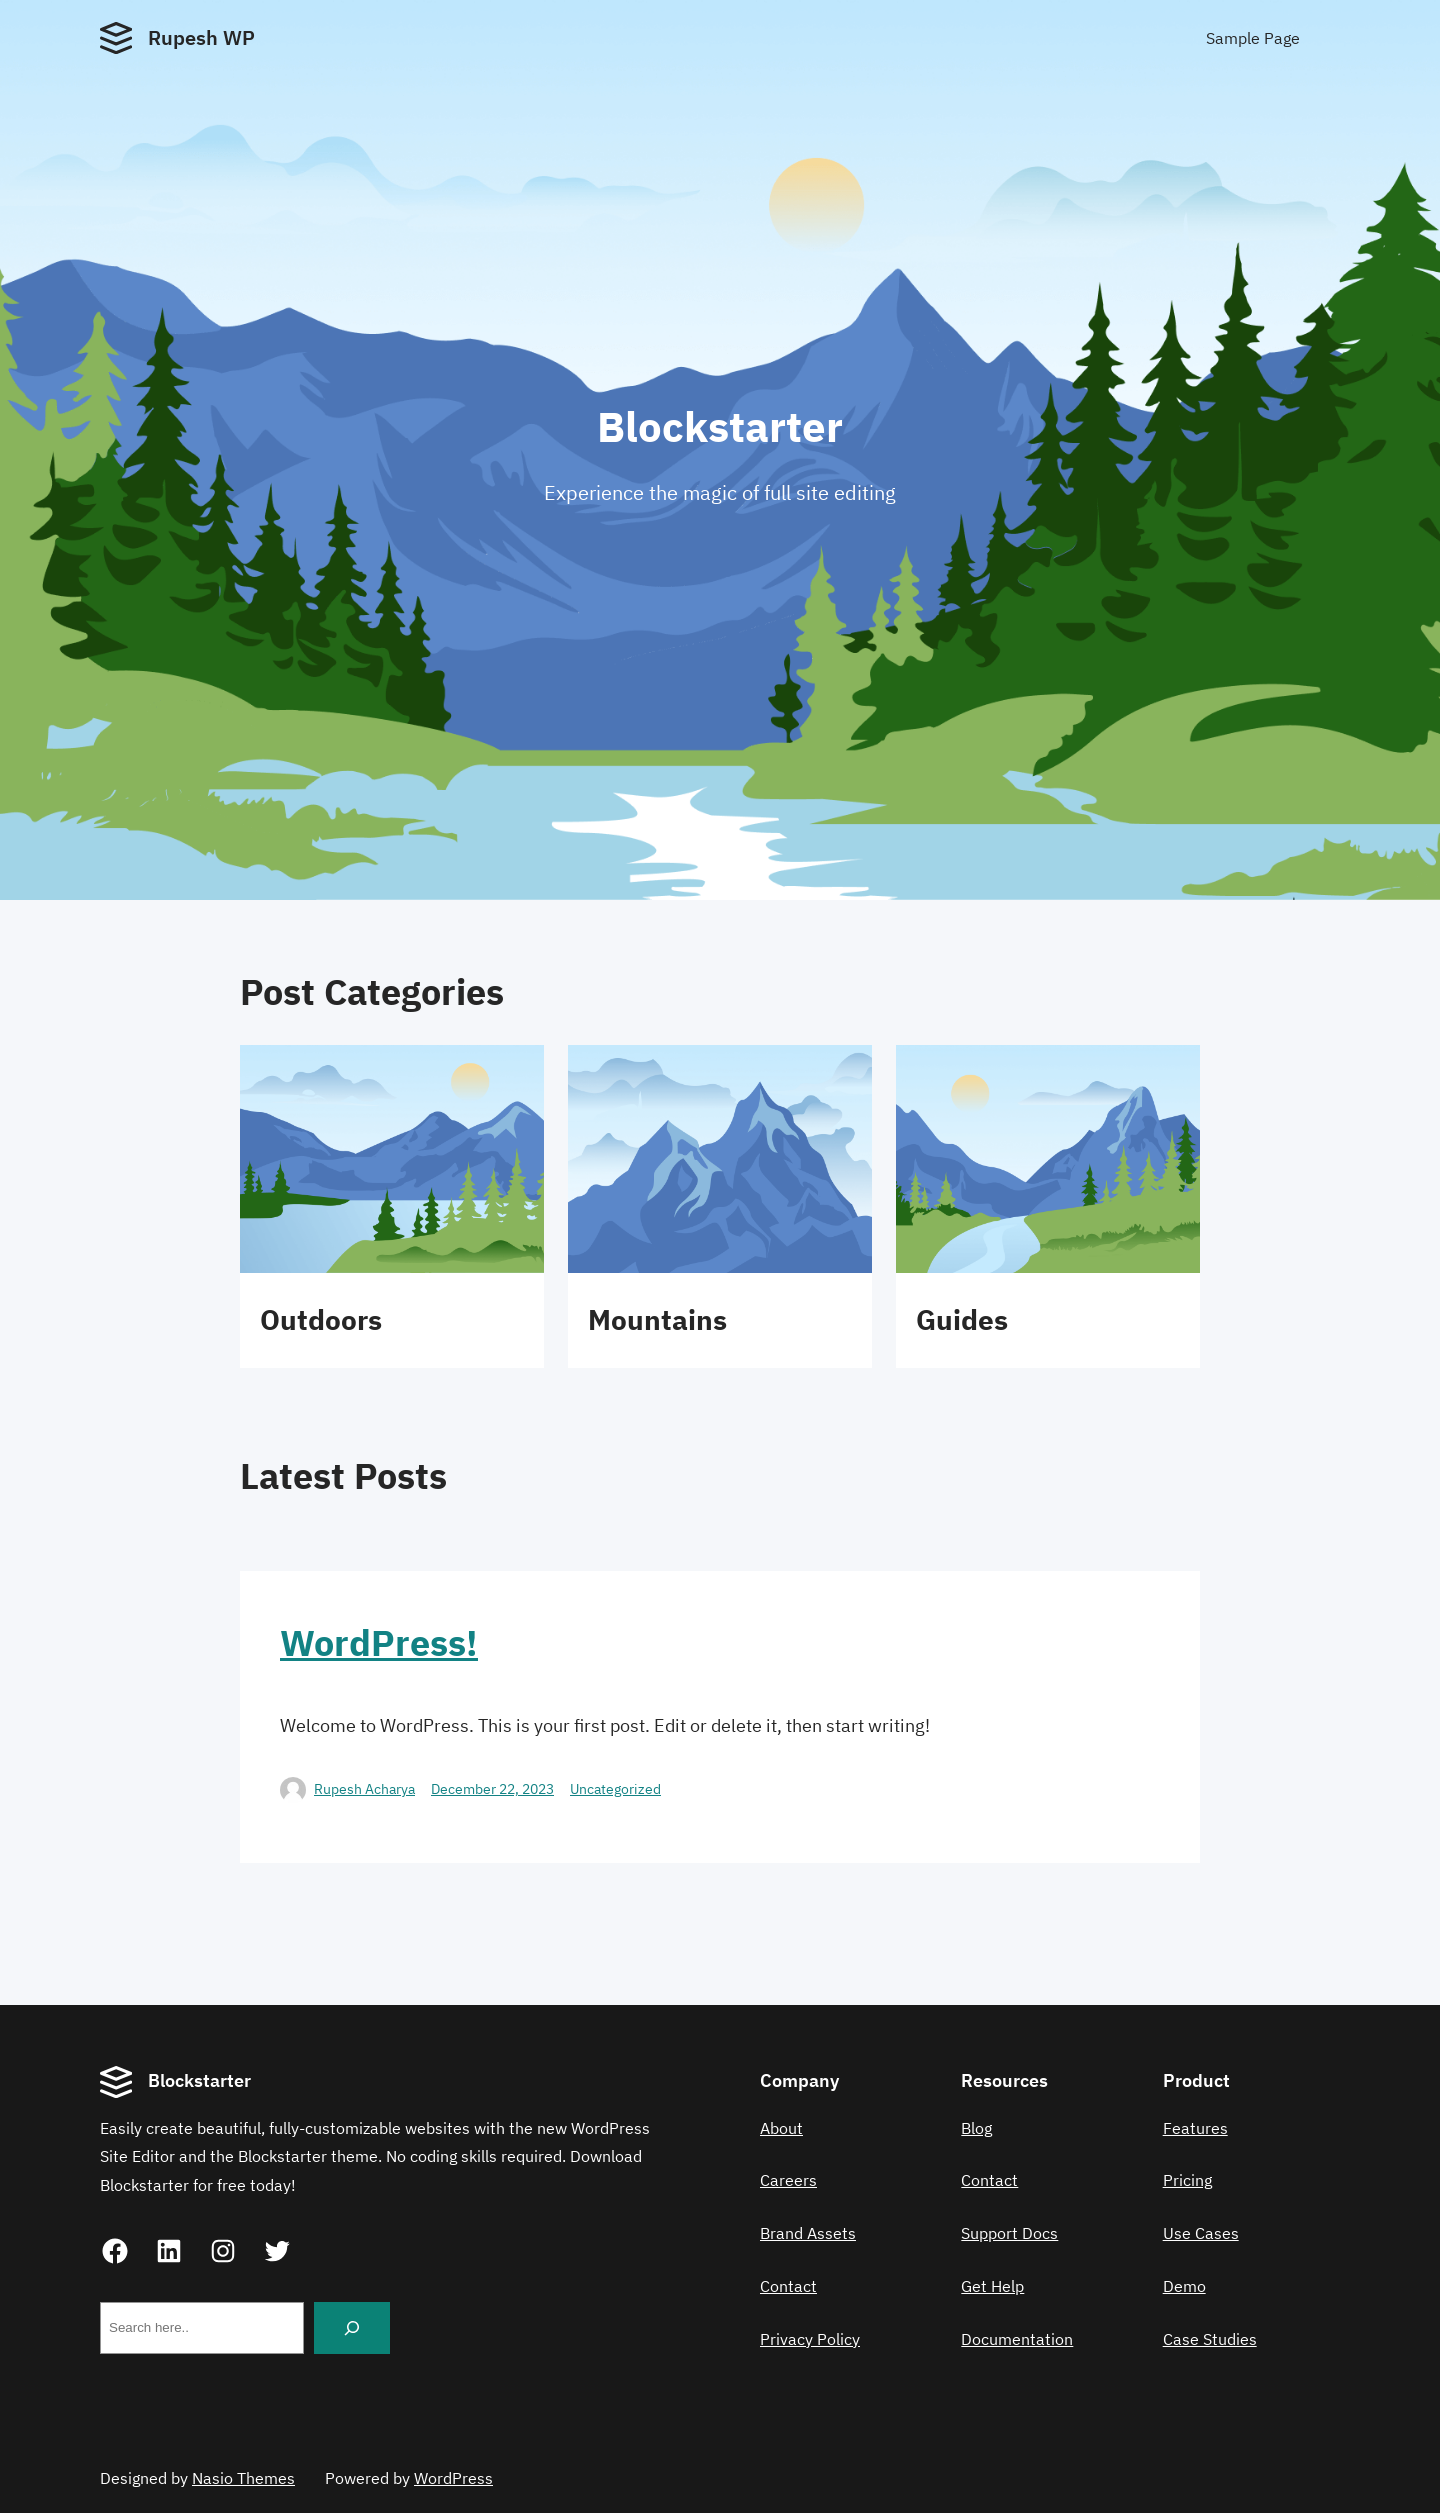 Rupesh WP
Sample Page
Blockstarter
Experience the magic of full site editing
Post Categories
Outdoors
Mountains
Guides
Latest Posts
WordPress!
Welcome to WordPress. This is your first post. Edit or delete it, then start writing!
Rupesh Acharya December 22, 2023 Uncategorized
Blockstarter
Easily create beautiful, fully-customizable websites with the new WordPress
Site Editor and the Blockstarter theme. No coding skills required. Download
Blockstarter for free today!
Search here..
Company
About
Careers
Brand Assets
Contact
Privacy Policy
Resources
Blog
Contact
Support Docs
Get Help
Documentation
Product
Features
Pricing
Use Cases
Demo
Case Studies
Designed by Nasio Themes Powered by WordPress